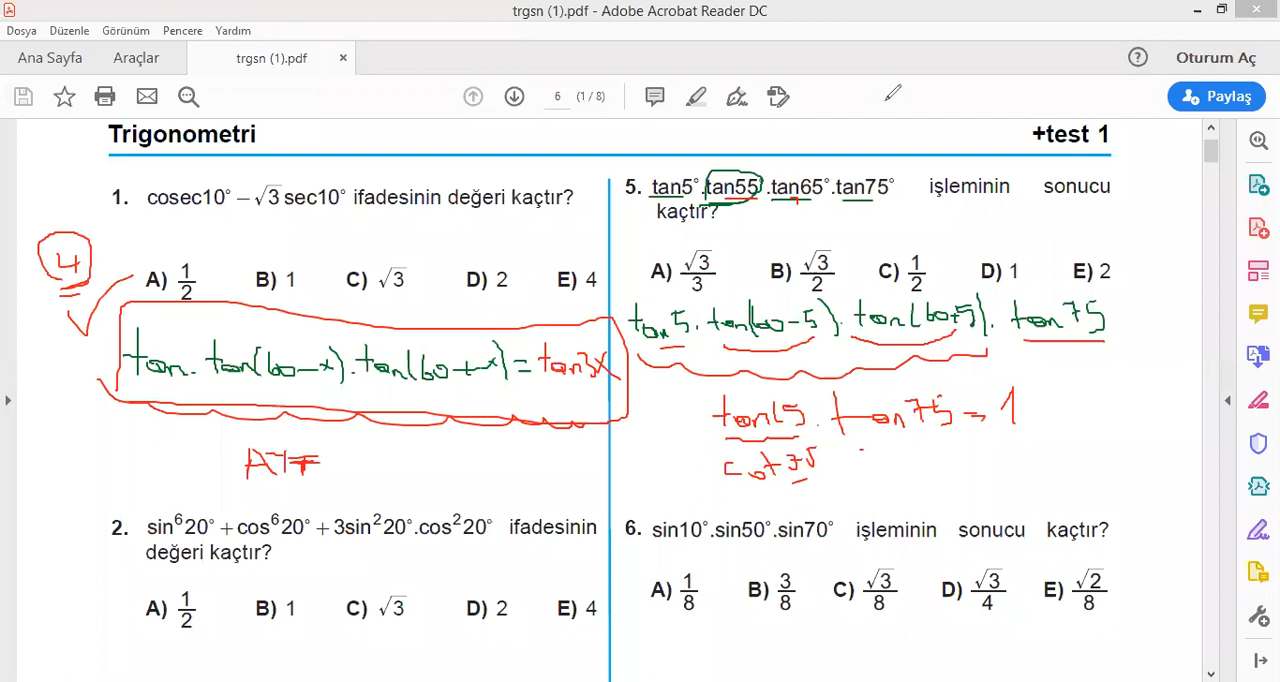 trgsn (1).pdf - Adobe Acrobat Reader DC
Dosya Düzenle Görünüm Pencere Yardım
Ana Sayfa Araçlar trgsn (1).pdf × ? Oturum Aç
6 (1 / 8) Paylaş
Trigonometri +test 1
1. cosec10° − √3 sec10° ifadesinin değeri kaçtır?
4
A) 1/2 B) 1 C) √3 D) 2 E) 4
tan. tan(60-x). tan(60+x) = tan3x
AYT
2. sin⁶20° + cos⁶20° + 3sin²20°.cos²20° ifadesinin
değeri kaçtır?
A) 1/2 B) 1 C) √3 D) 2 E) 4
5. tan5°.tan55°.tan65°.tan75° işleminin sonucu
kaçtır?
A) √3/3 B) √3/2 C) 1/2 D) 1 E) 2
tan5. tan(60-5). tan(60+5). tan75
tan15. tan75 = 1
cot75
6. sin10°.sin50°.sin70° işleminin sonucu kaçtır?
A) 1/8 B) 3/8 C) √3/8 D) √3/4 E) √2/8